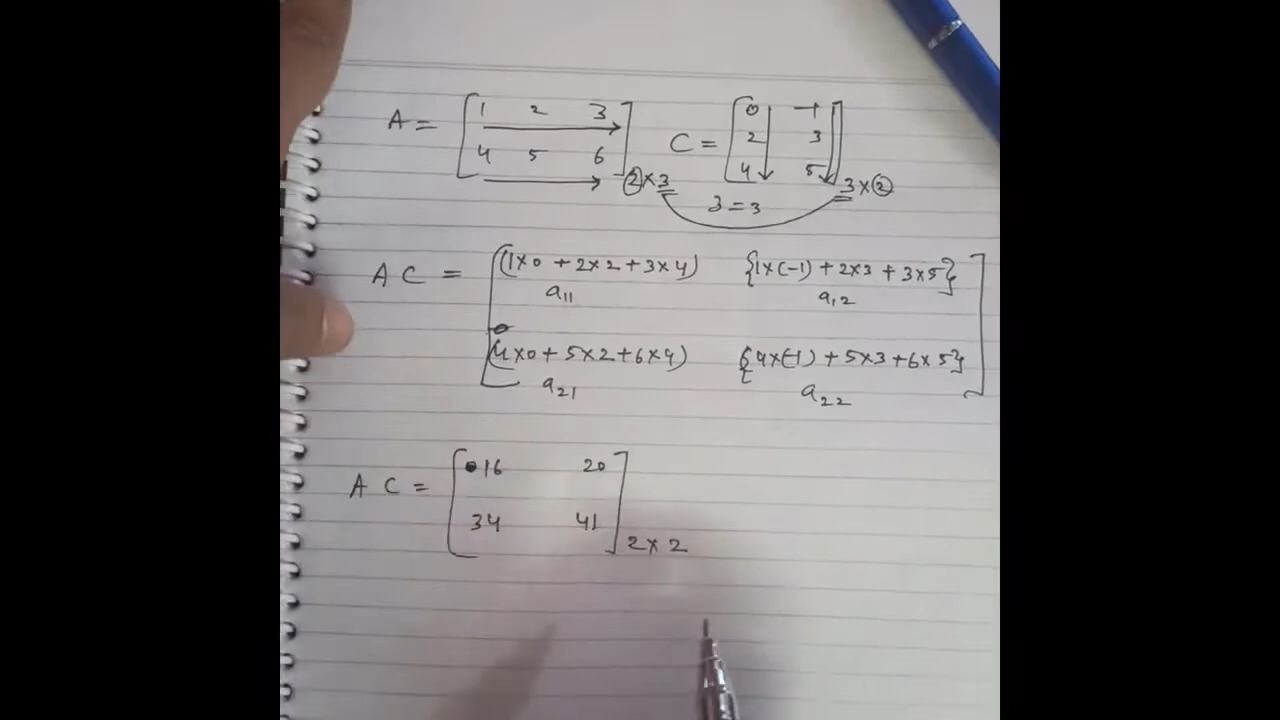 A = [ 1 2 3
4 5 6 ] 2×3
C = [ 0 -1
2 3
4 5 ] 3×2
3 = 3
A C = [ (1×0 + 2×2 + 3×4) {1×(-1) + 2×3 + 3×5}
a11 a12
(4×0 + 5×2 + 6×4) {4×(-1) + 5×3 + 6×5}
a21 a22 ]
A C = [ 16 20
34 41 ] 2×2